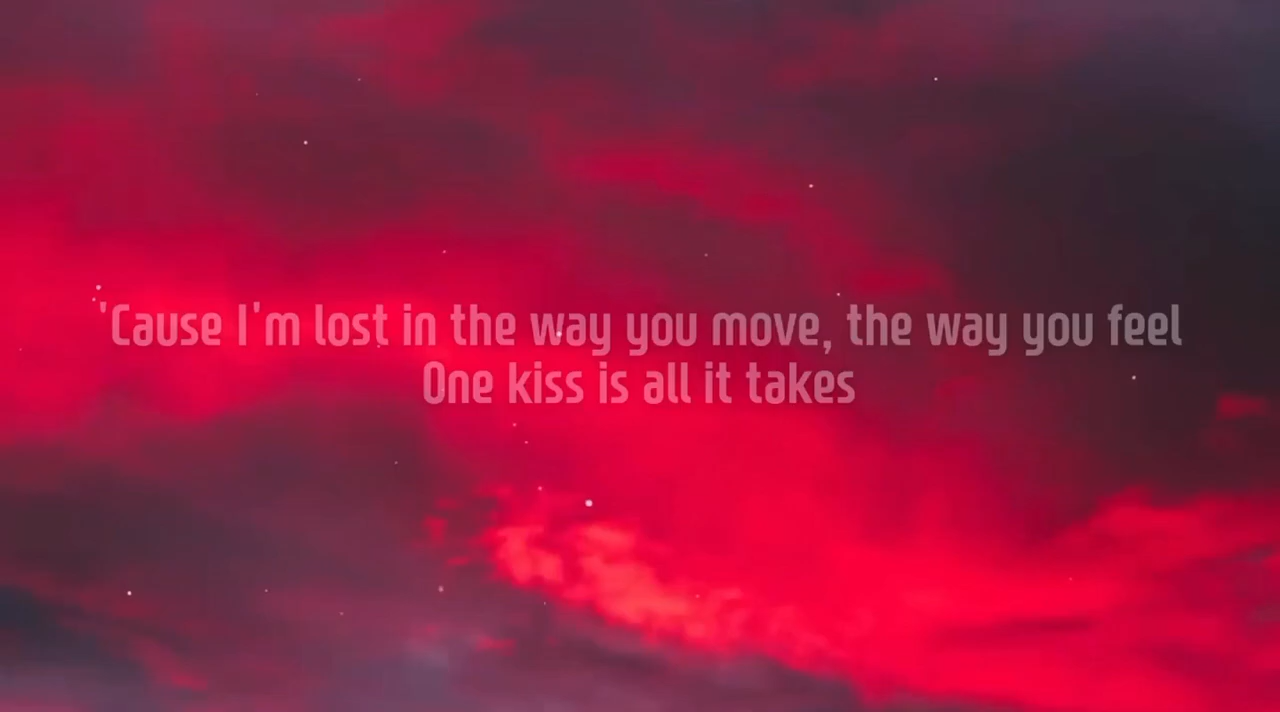 'Cause I'm lost in the way you move, the way you feel
One kiss is all it takes